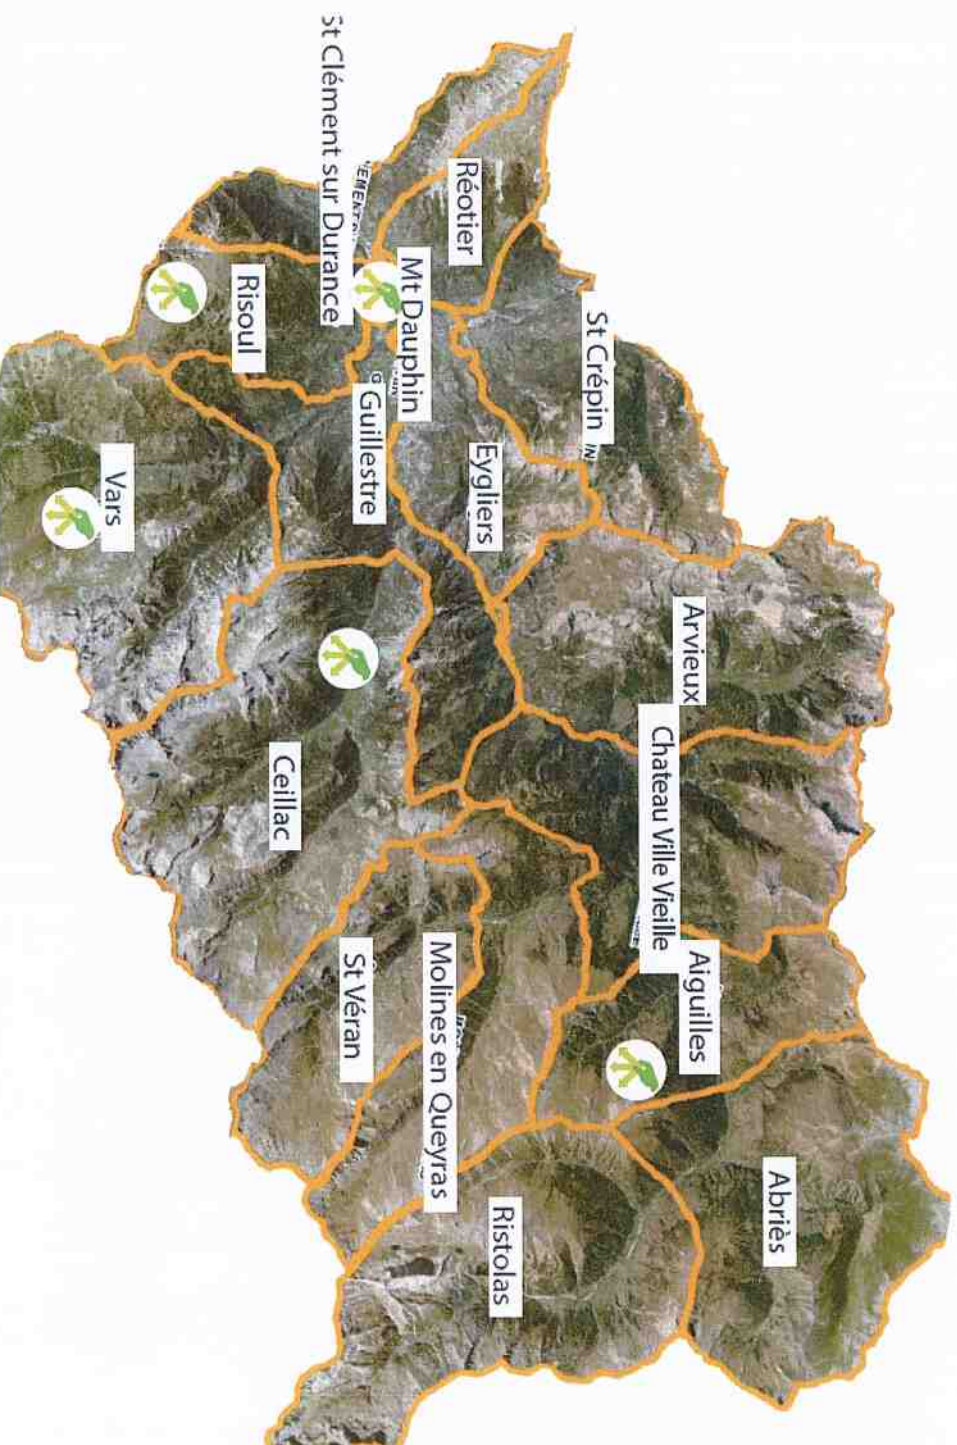 Abriès
Aiguilles
Arvieux
Chateau Ville Vieille
St Crépin
IN
Ristolas
Eygliers
Réotier
Molines en Queyras
Mt Dauphin
Guillestre
G
St Véran
St Clément sur Durance
Ceillac
Risoul
Vars